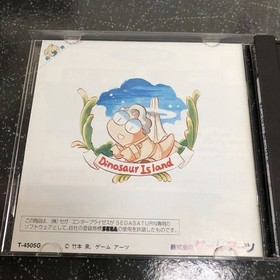 Dinosaur Island
この商品は、(株)セガ・エンタープライゼスがSEGASATURN専用の
ソフトウェアとして、自社の登録商標SEGAの使用を許諾したものです。
T-4505G
© 竹本 泉、ゲーム アーツ
株式会社ゲームアーツ